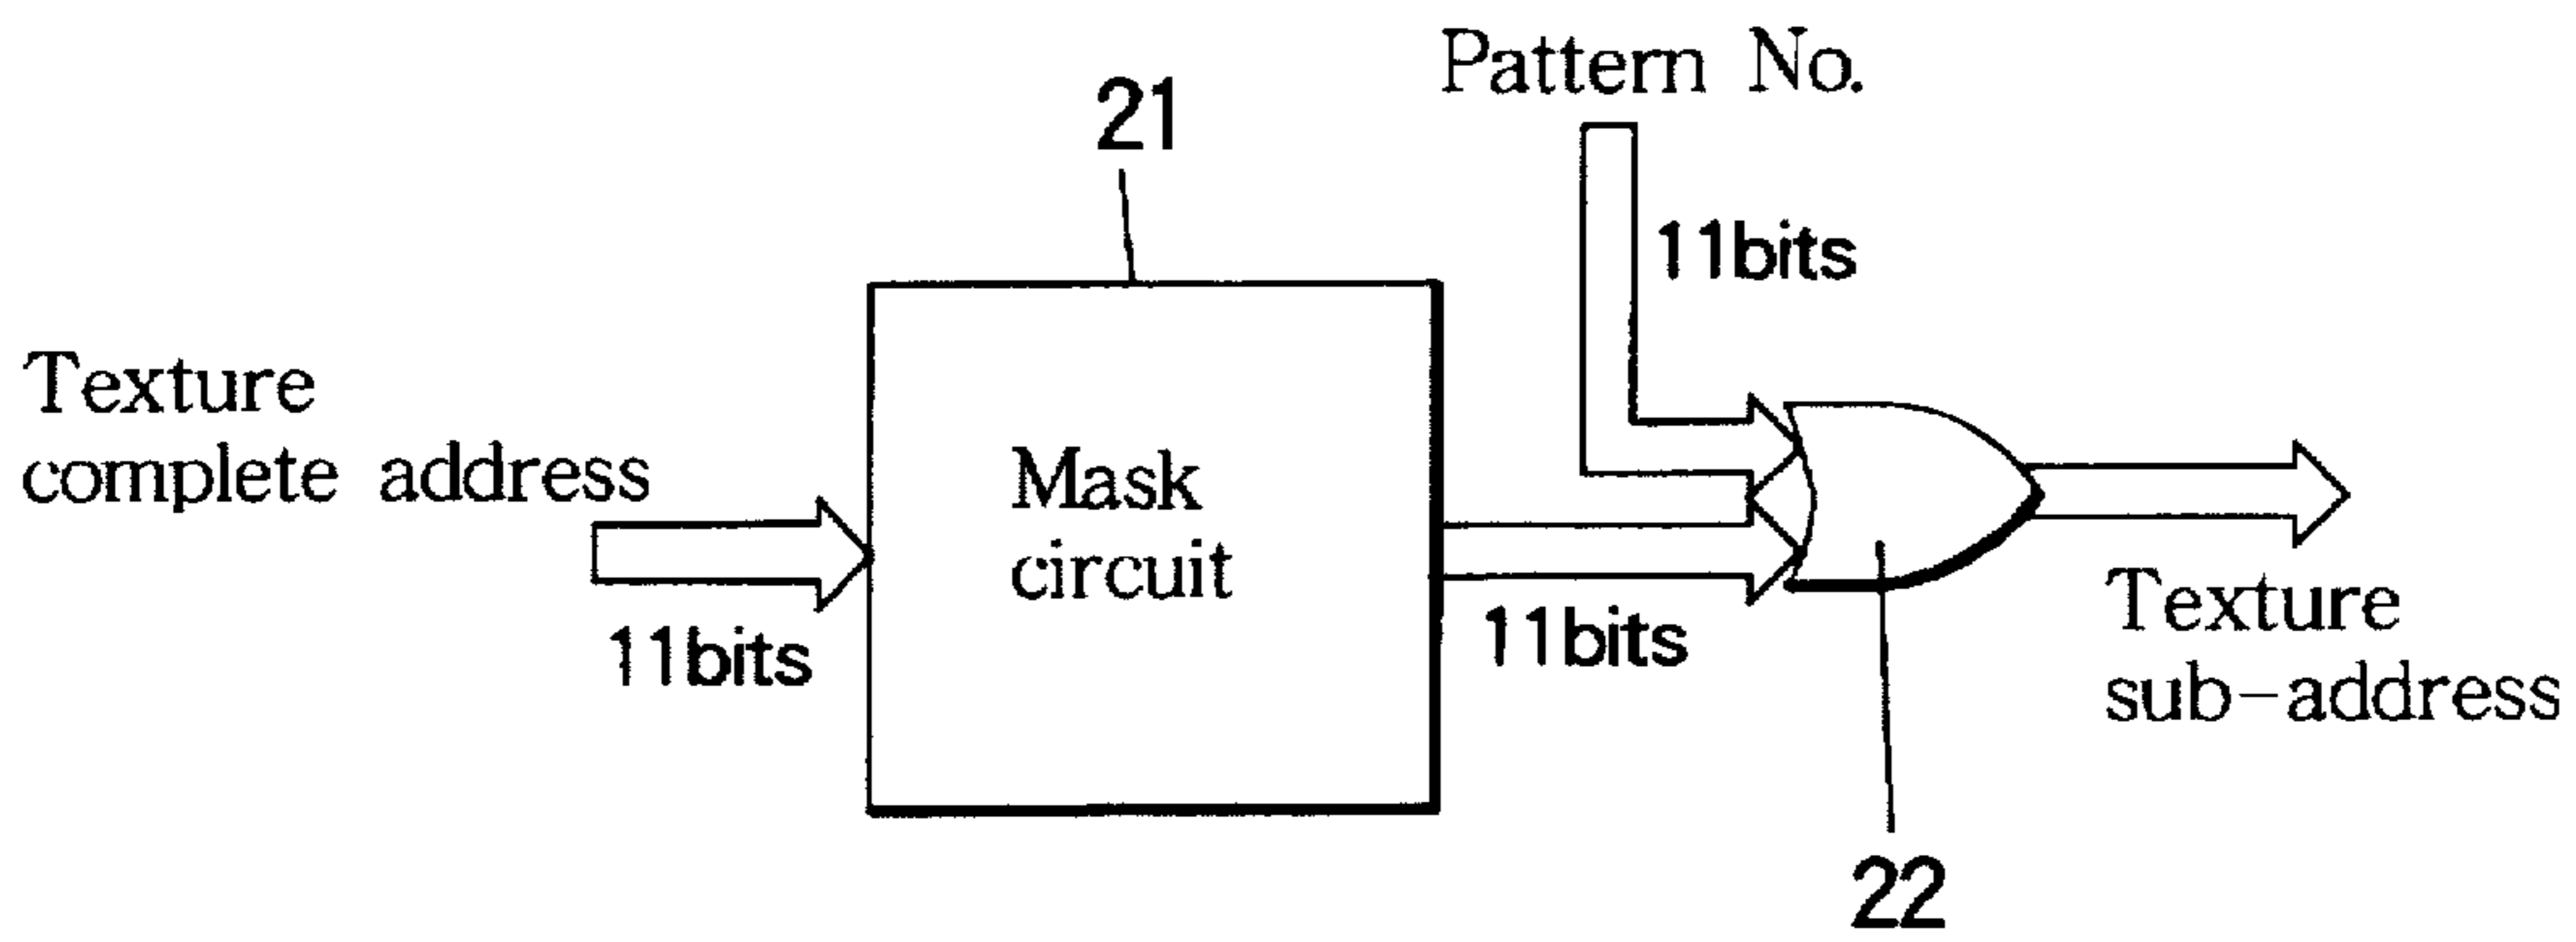 Pattern No.
21
11bits
Texture
complete address
Mask
circuit
11bits
11bits
Texture
sub-address
22